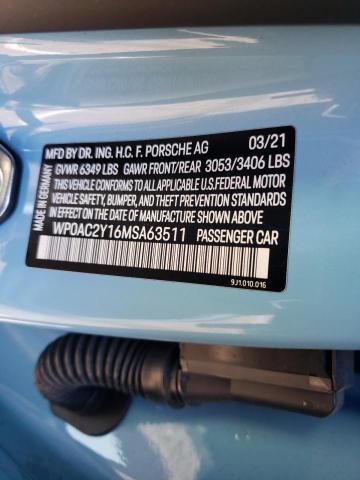 MFD BY DR. ING. H.C. F. PORSCHE AG 03/21
GVWR 6349 LBS GAWR FRONT/REAR 3053/3406 LBS
THIS VEHICLE CONFORMS TO ALL APPLICABLE U.S. FEDERAL MOTOR
VEHICLE SAFETY, BUMPER, AND THEFT PREVENTION STANDARDS
IN EFFECT ON THE DATE OF MANUFACTURE SHOWN ABOVE.
WP0AC2Y16MSA63511 PASSENGER CAR
9J1.010.016
MADE IN GERMANY